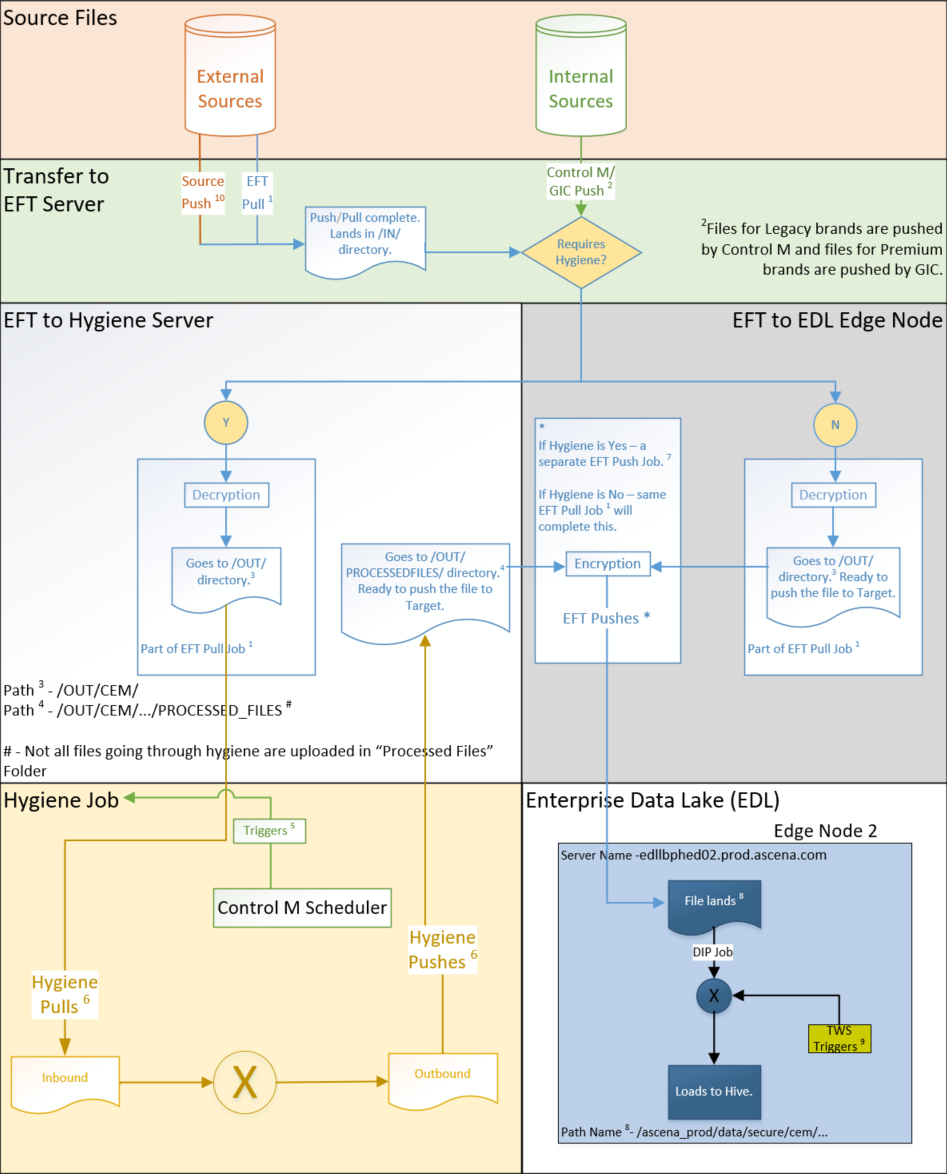 Source Files
External
Sources
Internal
Sources
Transfer to
EFT Server
Source
Push 10
EFT
Pull 1
Control M/
GIC Push 2
Push/Pull complete.
Lands in /IN/
directory.
Requires
Hygiene?
2Files for Legacy brands are pushed
by Control M and files for Premium
brands are pushed by GIC.
EFT to Hygiene Server
EFT to EDL Edge Node
Y
N
Decryption
Goes to /OUT/
directory.3
Part of EFT Pull Job 1
Goes to /OUT/
PROCESSEDFILES/ directory.4
Ready to push the file to
Target.
*
If Hygiene is Yes – a
separate EFT Push Job. 7
If Hygiene is No – same
EFT Pull Job 1 will
complete this.
Encryption
EFT Pushes *
Decryption
Goes to /OUT/
directory.3 Ready to
push the file to Target.
Part of EFT Pull Job 1
Path 3 - /OUT/CEM/
Path 4 - /OUT/CEM/.../PROCESSED_FILES #
# - Not all files going through hygiene are uploaded in “Processed Files”
Folder
Hygiene Job
Triggers 5
Control M Scheduler
Hygiene
Pulls 6
Hygiene
Pushes 6
Inbound
X
Outbound
Enterprise Data Lake (EDL)
Edge Node 2
Server Name -edllbphed02.prod.ascena.com
File lands 8
DIP Job
X
TWS
Triggers 9
Loads to Hive.
Path Name 8- /ascena_prod/data/secure/cem/...